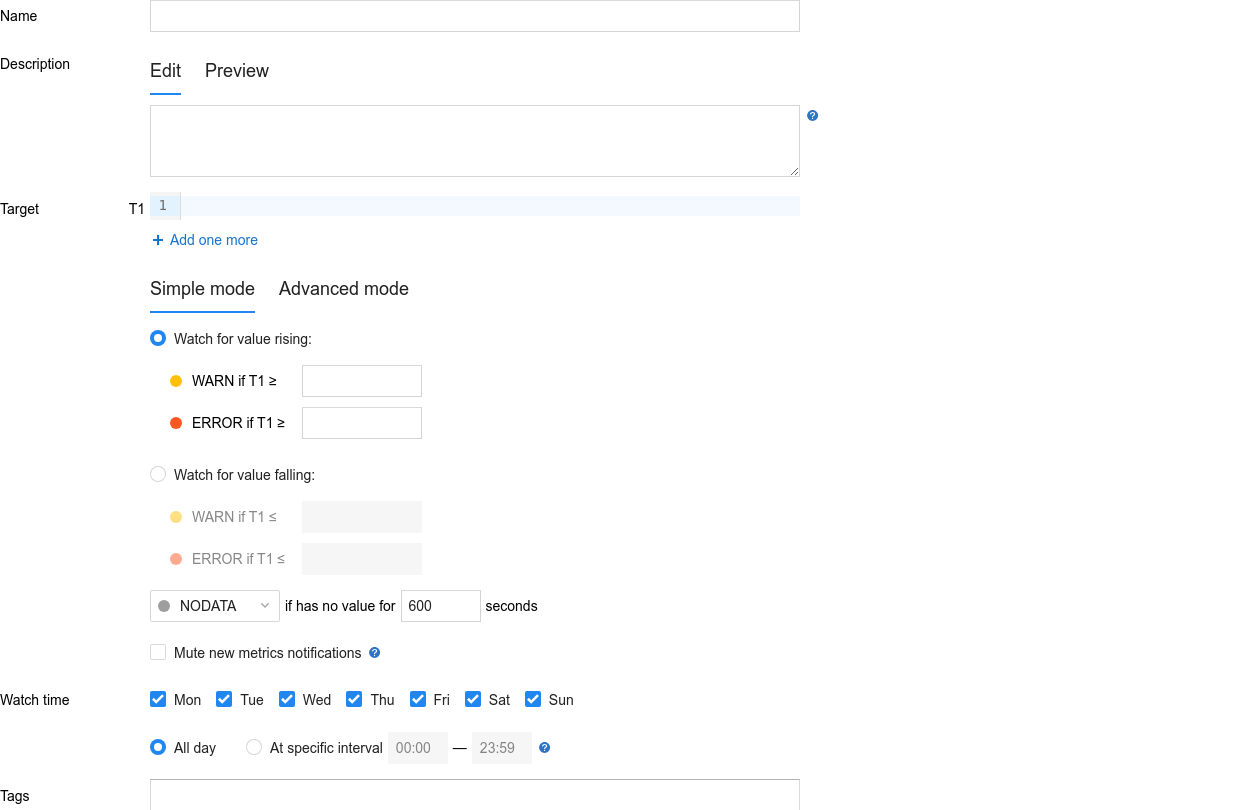 Name
Description
Edit Preview
Target T1 1
Add one more
Simple mode Advanced mode
Watch for value rising:
WARN if T1 ≥
ERROR if T1 ≥
Watch for value falling:
WARN if T1 ≤
ERROR if T1 ≤
NODATA if has no value for 600 seconds
Mute new metrics notifications ?
Watch time Mon Tue Wed Thu Fri Sat Sun
All day At specific interval 00:00 — 23:59 ?
Tags